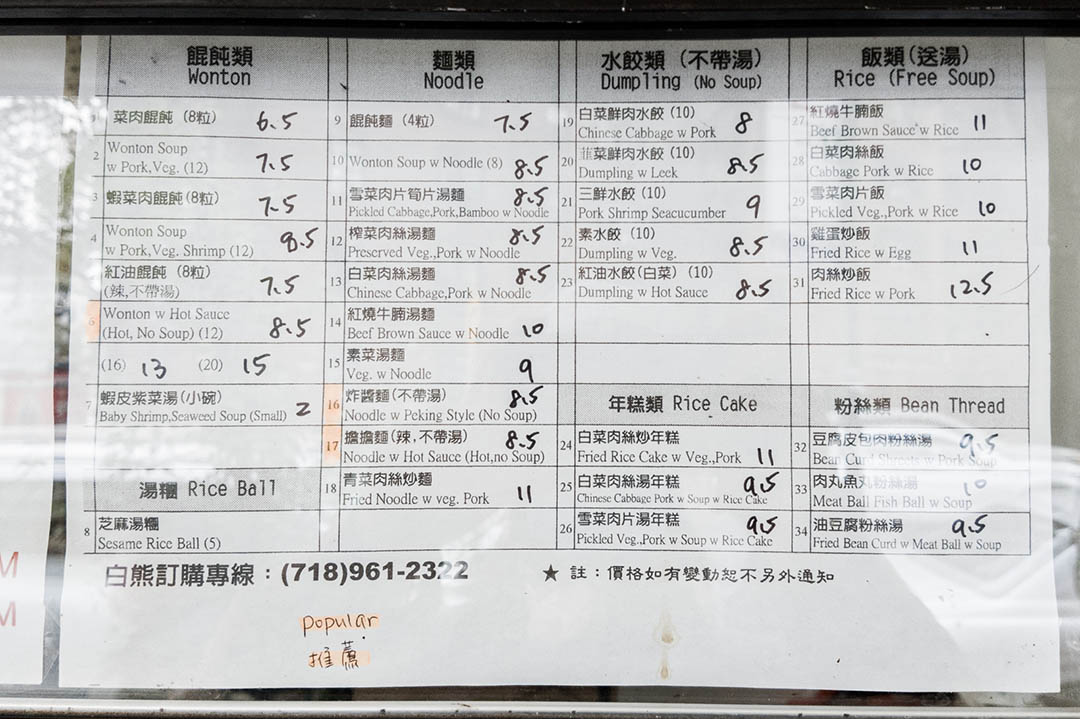 餛飩類
Wonton
菜肉餛飩 (8粒) 6.5
2 Wonton Soup
w Pork,Veg. (12) 7.5
3 蝦菜肉餛飩(8粒) 7.5
4 Wonton Soup
w Pork,Veg. Shrimp (12) 8.5
紅油餛飩 (8粒)
(辣,不帶湯) 7.5
6 Wonton w Hot Sauce
(Hot, No Soup) (12) 8.5
(16) 13 (20) 15
7 蝦皮紫菜湯(小碗)
Baby Shrimp,Seaweed Soup (Small) 2
湯糰 Rice Ball
8 芝麻湯糰
Sesame Rice Ball (5)
麵類
Noodle
9 餛飩麵 (4粒) 7.5
10 Wonton Soup w Noodle (8) 8.5
11 雪菜肉片筍片湯麵 8.5
Pickled Cabbage,Pork,Bamboo w Noodle
12 榨菜肉絲湯麵 8.5
Preserved Veg.,Pork w Noodle
13 白菜肉絲湯麵 8.5
Chinese Cabbage,Pork w Noodle
14 紅燒牛腩湯麵
Beef Brown Sauce w Noodle 10
15 素菜湯麵
Veg. w Noodle 9
16 炸醬麵(不帶湯) 8.5
Noodle w Peking Style (No Soup)
17 擔擔麵(辣,不帶湯) 8.5
Noodle w Hot Sauce (Hot,no Soup)
18 青菜肉絲炒麵
Fried Noodle w veg. Pork 11
水餃類 (不帶湯)
Dumpling (No Soup)
19 白菜鮮肉水餃 (10)
Chinese Cabbage w Pork 8
20 韭菜鮮肉水餃 (10)
Dumpling w Leek 8.5
21 三鮮水餃 (10)
Pork Shrimp Seacucumber 9
22 素水餃 (10)
Dumpling w Veg. 8.5
23 紅油水餃(白菜) (10)
Dumpling w Hot Sauce 8.5
年糕類 Rice Cake
24 白菜肉絲炒年糕
Fried Rice Cake w Veg.,Pork 11
25 白菜肉絲湯年糕 9.5
Chinese Cabbage Pork w Soup w Rice Cake
26 雪菜肉片湯年糕 9.5
Pickled Veg.,Pork w Soup w Rice Cake
飯類(送湯)
Rice (Free Soup)
27 紅燒牛腩飯
Beef Brown Sauce w Rice 11
28 白菜肉絲飯
Cabbage Pork w Rice 10
29 雪菜肉片飯
Pickled Veg.,Pork w Rice 10
30 雞蛋炒飯
Fried Rice w Egg 11
31 肉絲炒飯
Fried Rice w Pork 12.5
粉絲類 Bean Thread
32 豆腐皮包肉粉絲湯 9.5
Bean Curd Shreets w Pork Soup
33 肉丸魚丸粉絲湯 10
Meat Ball Fish Ball w Soup
34 油豆腐粉絲湯 9.5
Fried Bean Curd w Meat Ball w Soup
白熊訂購專線：(718)961-2322
★ 註：價格如有變動恕不另外通知
popular
推薦
M
M